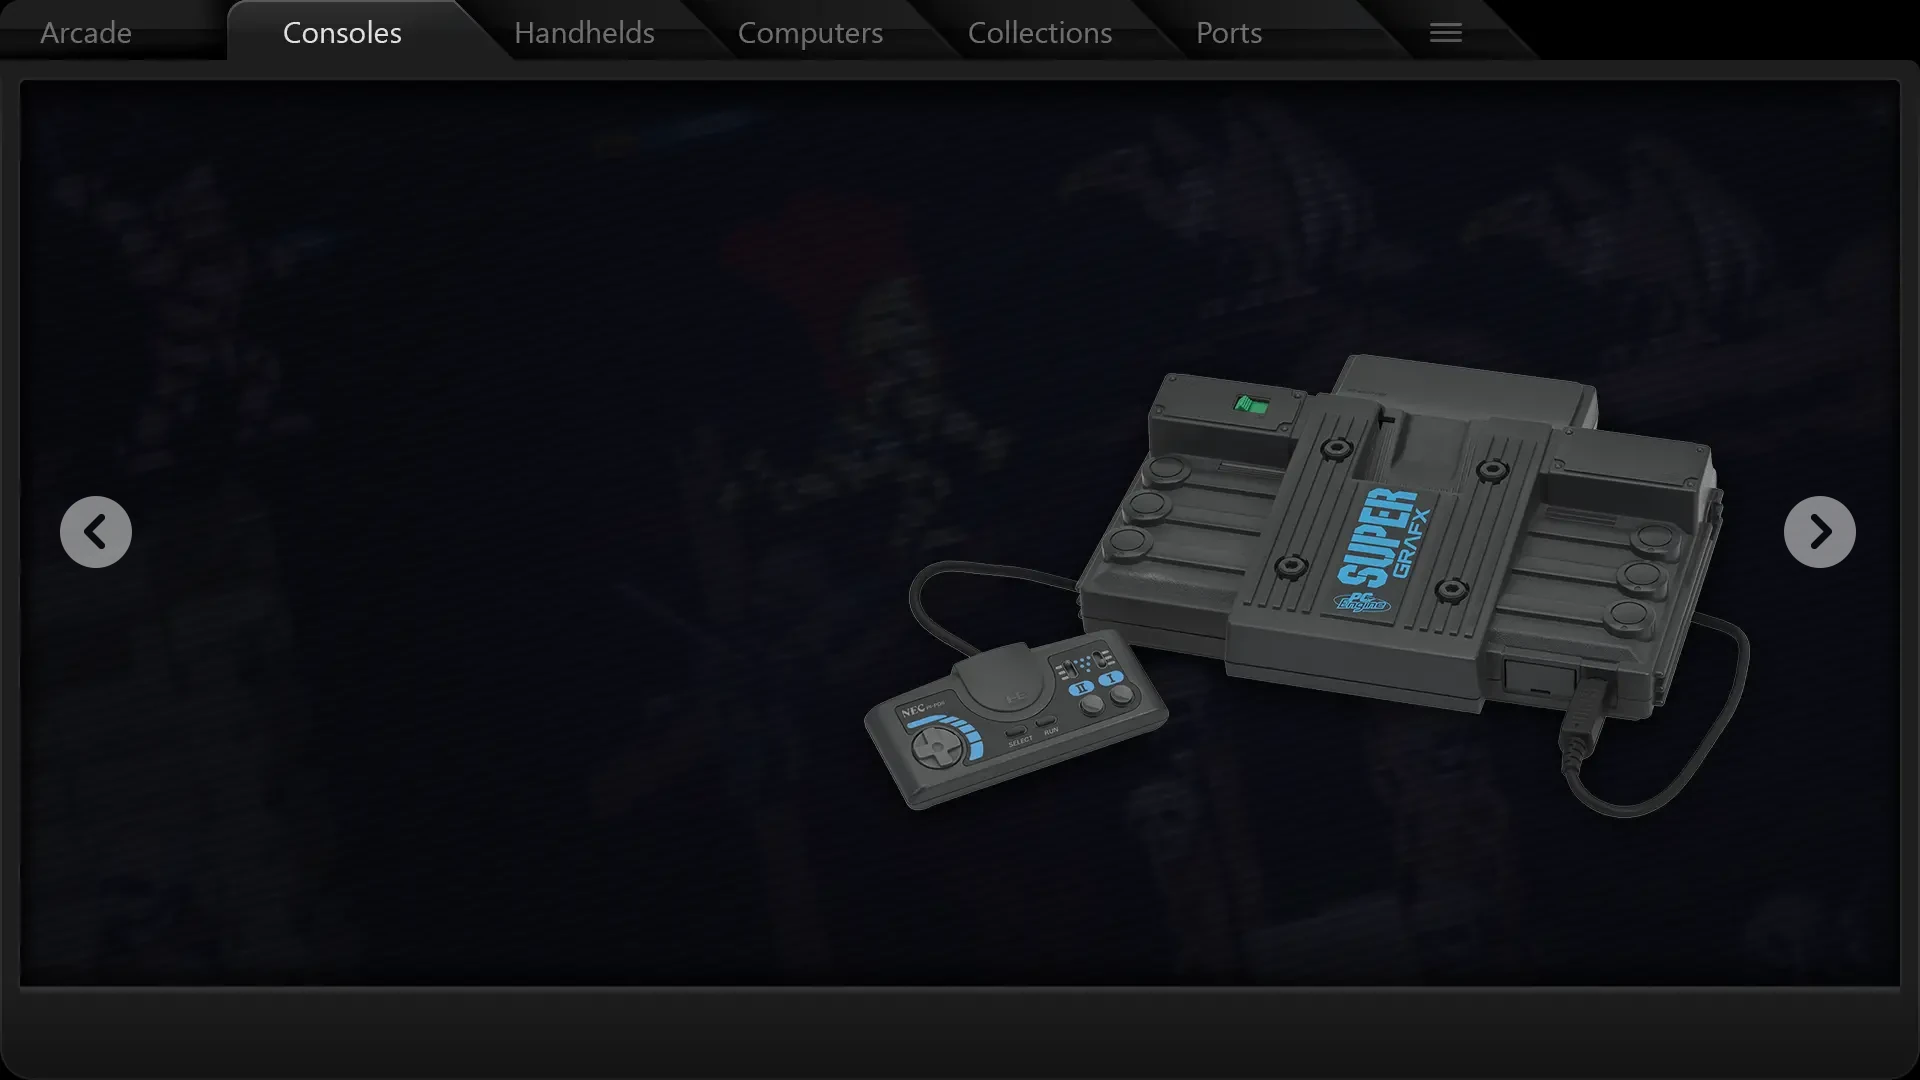 Arcade
Consoles
Handhelds
Computers
Collections
Ports
SUPER
GRAFX
PC
Engine
NEC
II
I
SELECT
RUN